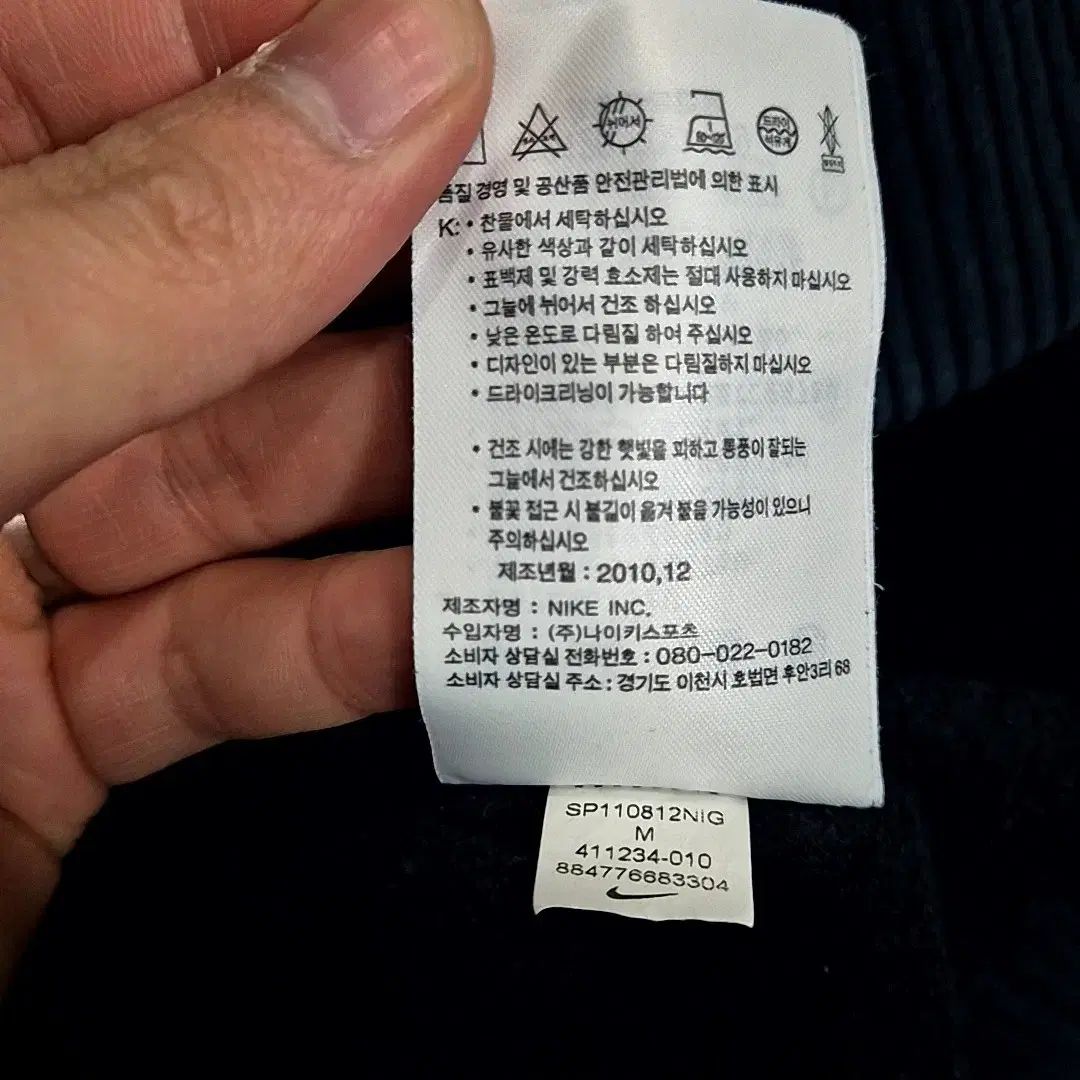 뉘어서
1
80~120
드라이
석유계
품질 경영 및 공산품 안전관리법에 의한 표시
K: • 찬물에서 세탁하십시오
• 유사한 색상과 같이 세탁하십시오
• 표백제 및 강력 효소제는 절대 사용하지 마십시오
• 그늘에 뉘어서 건조 하십시오
• 낮은 온도로 다림질 하여 주십시오
• 디자인이 있는 부분은 다림질하지 마십시오
• 드라이크리닝이 가능합니다
• 건조 시에는 강한 햇빛을 피하고 통풍이 잘되는
그늘에서 건조하십시오
• 불꽃 접근 시 불길이 옮겨 붙을 가능성이 있으니
주의하십시오
제조년월 : 2010,12
제조자명 : NIKE INC.
수입자명 : (주)나이키스포츠
소비자 상담실 전화번호 : 080-022-0182
소비자 상담실 주소 : 경기도 이천시 호법면 후안3리 68
SP110812NIG
M
411234-010
884776683304